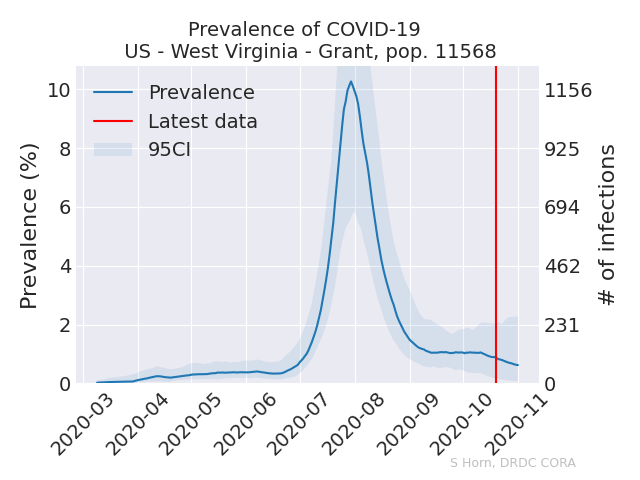 Prevalence of COVID-19
US - West Virginia - Grant, pop. 11568
Prevalence
Latest data
95CI
Prevalence (%)
10
8
6
4
2
0
1156
925
694
462
231
0
# of infections
2020-03
2020-04
2020-05
2020-06
2020-07
2020-08
2020-09
2020-10
2020-11
S Horn, DRDC CORA